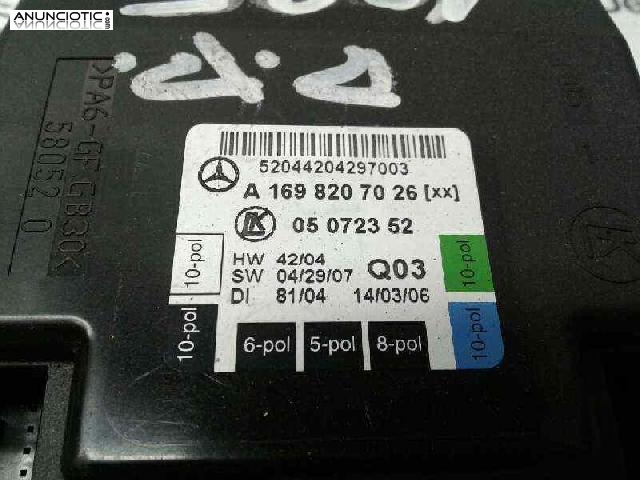 ANUNCIOTIC.COM
D.D.
>PA6-GF GB30<
58052 0
52044204297003
A 169 820 70 26 [xx]
LK 05 0723 52
HW 42/04
SW 04/29/07 Q03
DI 81/04 14/03/06
10-pol
10-pol
10-pol
10-pol
6-pol 5-pol 8-pol